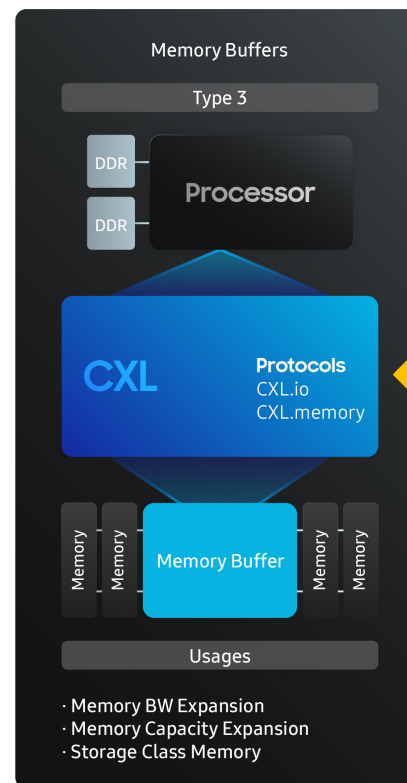 Memory Buffers
Type 3
DDR
DDR
Processor
CXL
Protocols
CXL.io
CXL.memory
Memory
Memory
Memory Buffer
Memory
Memory
Usages
· Memory BW Expansion
· Memory Capacity Expansion
· Storage Class Memory